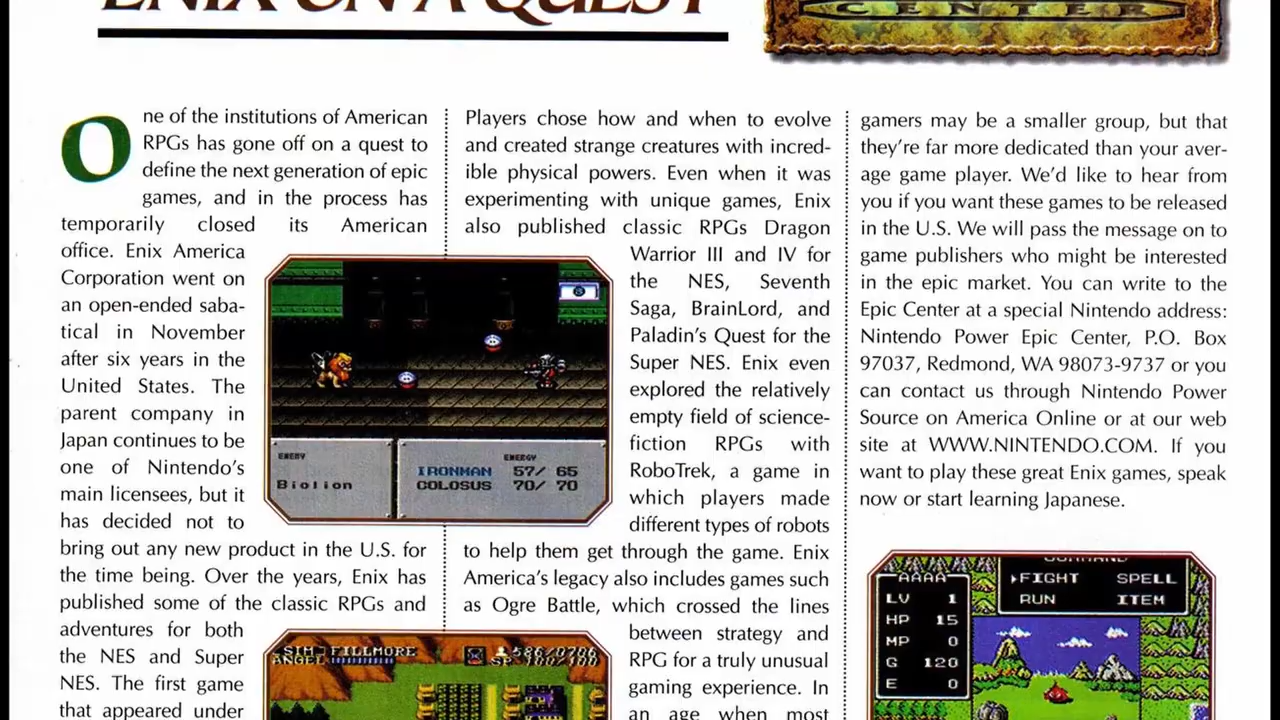 ENIX ON A QUEST
CENTER
One of the institutions of American
RPGs has gone off on a quest to
define the next generation of epic
games, and in the process has
temporarily closed its American
office. Enix America
Corporation went on
an open-ended saba-
tical in November
after six years in the
United States. The
parent company in
Japan continues to be
one of Nintendo's
main licensees, but it
has decided not to
bring out any new product in the U.S. for
the time being. Over the years, Enix has
published some of the classic RPGs and
adventures for both
the NES and Super
NES. The first game
that appeared under
ENEMY
Biolion
ENERGY
IRONMAN 57/ 65
COLOSUS 70/ 70
SIM FILLMORE
ANGEL
586/0706
SP 100/100
Players chose how and when to evolve
and created strange creatures with incred-
ible physical powers. Even when it was
experimenting with unique games, Enix
also published classic RPGs Dragon
Warrior III and IV for
the NES, Seventh
Saga, BrainLord, and
Paladin's Quest for the
Super NES. Enix even
explored the relatively
empty field of science-
fiction RPGs with
RoboTrek, a game in
which players made
different types of robots
to help them get through the game. Enix
America's legacy also includes games such
as Ogre Battle, which crossed the lines
between strategy and
RPG for a truly unusual
gaming experience. In
an age when most
gamers may be a smaller group, but that
they're far more dedicated than your aver-
age game player. We'd like to hear from
you if you want these games to be released
in the U.S. We will pass the message on to
game publishers who might be interested
in the epic market. You can write to the
Epic Center at a special Nintendo address:
Nintendo Power Epic Center, P.O. Box
97037, Redmond, WA 98073-9737 or you
can contact us through Nintendo Power
Source on America Online or at our web
site at WWW.NINTENDO.COM. If you
want to play these great Enix games, speak
now or start learning Japanese.
AAAA
LV 1
HP 15
MP 0
G 120
E 0
COMMAND
FIGHT SPELL
RUN ITEM